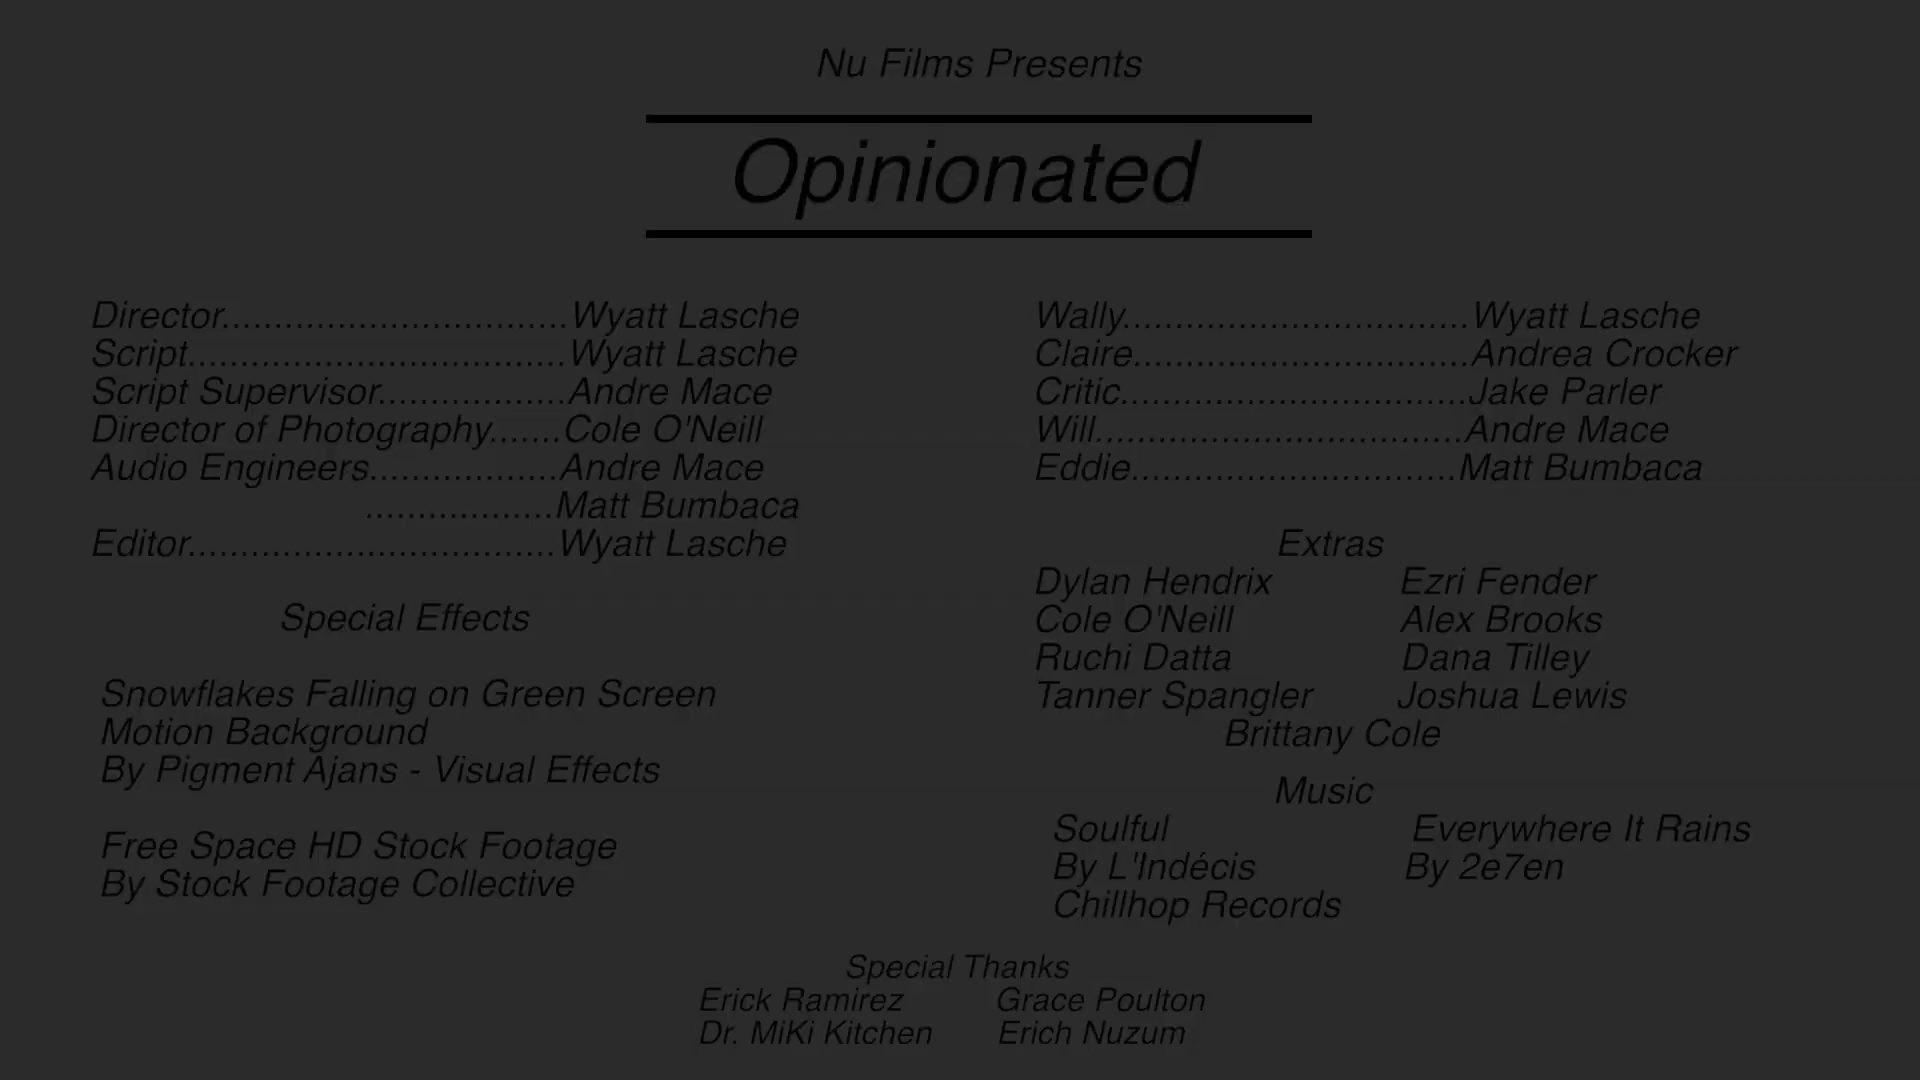 Nu Films Presents
Opinionated
Director.................................Wyatt Lasche
Script....................................Wyatt Lasche
Script Supervisor..................Andre Mace
Director of Photography.......Cole O'Neill
Audio Engineers..................Andre Mace
..................Matt Bumbaca
Editor...................................Wyatt Lasche
Special Effects
Snowflakes Falling on Green Screen
Motion Background
By Pigment Ajans - Visual Effects
Free Space HD Stock Footage
By Stock Footage Collective
Wally.................................Wyatt Lasche
Claire................................Andrea Crocker
Critic.................................Jake Parler
Will...................................Andre Mace
Eddie...............................Matt Bumbaca
Extras
Dylan Hendrix Ezri Fender
Cole O'Neill Alex Brooks
Ruchi Datta Dana Tilley
Tanner Spangler Joshua Lewis
Brittany Cole
Music
Soulful Everywhere It Rains
By L'Indécis By 2e7en
Chillhop Records
Special Thanks
Erick Ramirez Grace Poulton
Dr. MiKi Kitchen Erich Nuzum